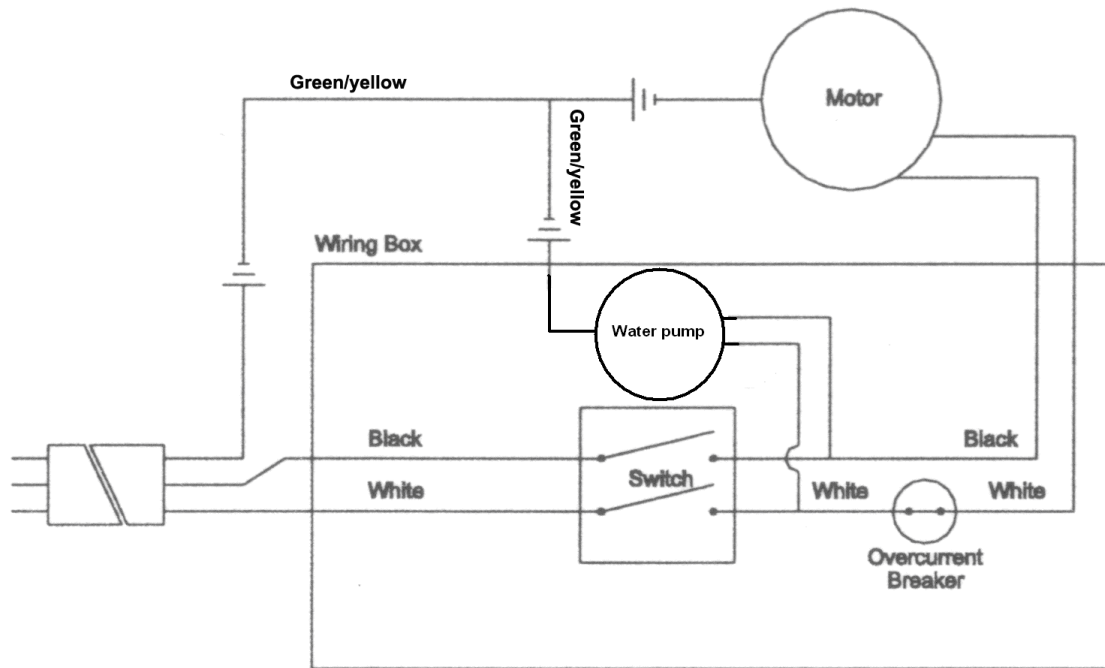 Green/yellow
Motor
Green/yellow
Wiring Box
Water pump
Black
Switch
Black
White
White
White
Overcurrent
Breaker